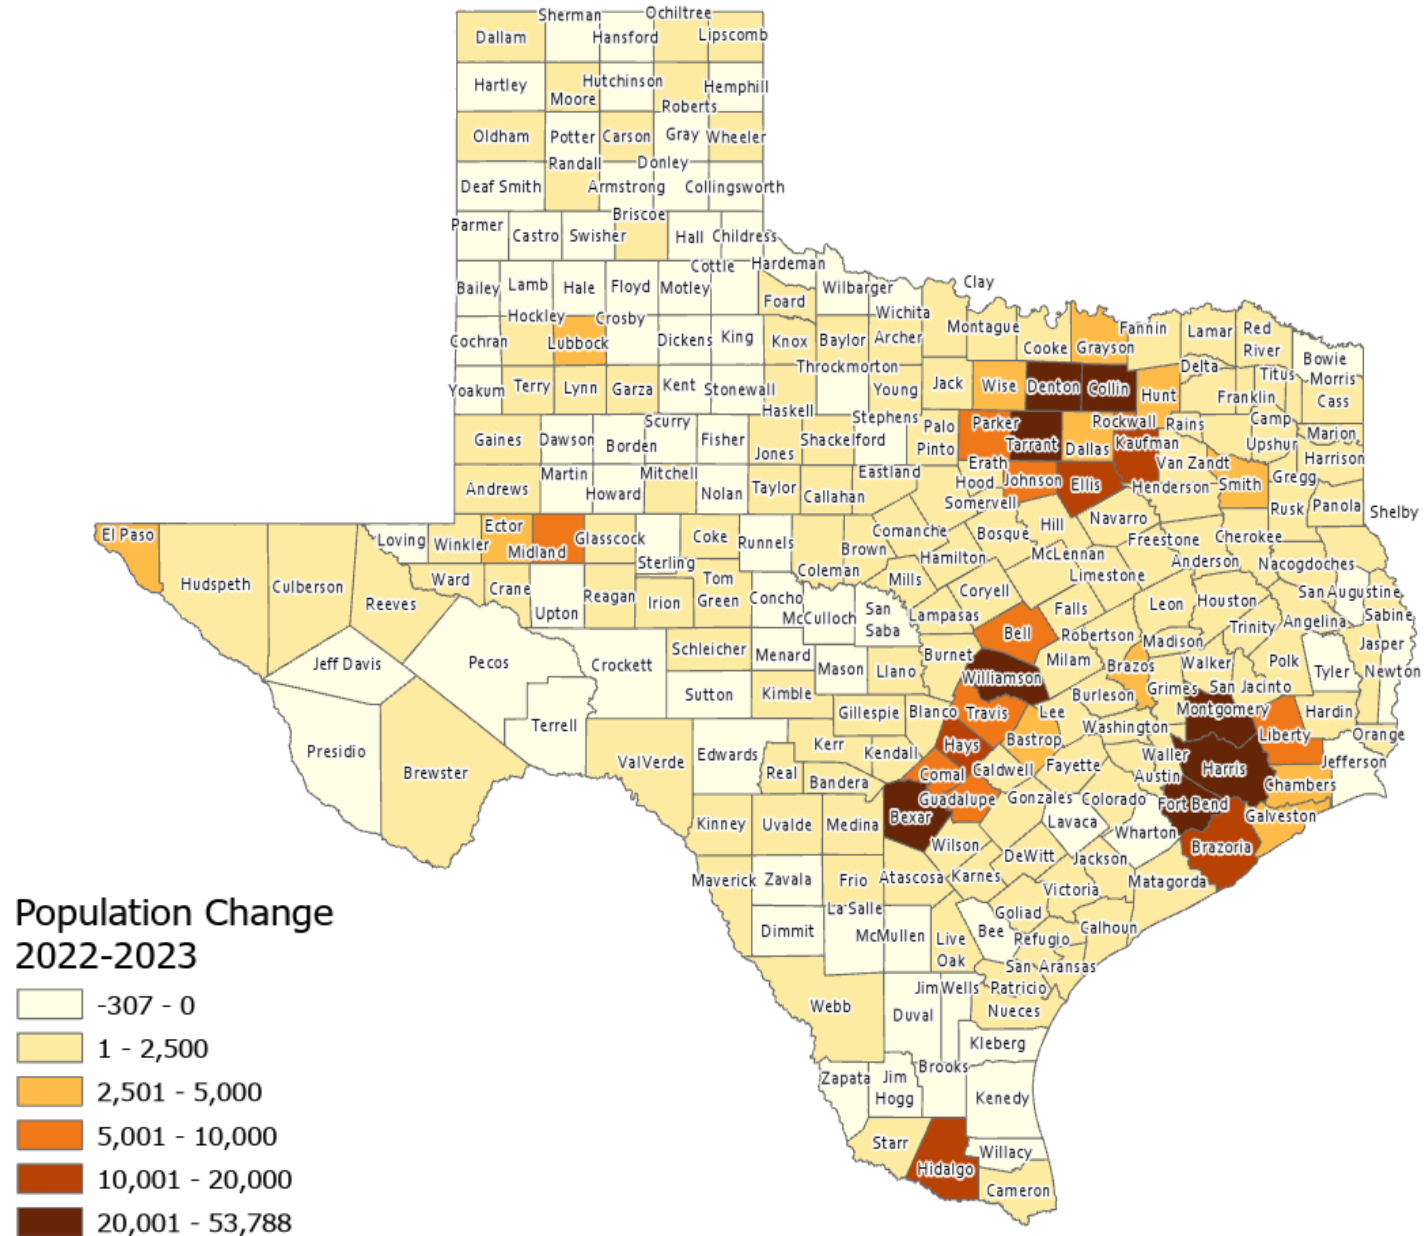 Sherman
Ochiltree
Dallam
Hansford
Lipscomb
Hartley
Hutchinson
Hemphill
Moore
Roberts
Oldham
Potter
Carson
Gray
Wheeler
Randall
Donley
Deaf Smith
Armstrong
Collingsworth
Parmer
Castro
Swisher
Briscoe
Hall
Childress
Cottle
Hardeman
Bailey
Lamb
Hale
Floyd
Motley
Foard
Wilbarger
Clay
Hockley
Crosby
Wichita
Montague
Fannin
Lamar
Red
River
Cochran
Lubbock
Dickens
King
Knox
Baylor
Archer
Cooke
Grayson
Bowie
Throckmorton
Delta
Titus
Morris
Yoakum
Terry
Lynn
Garza
Kent
Stonewall
Young
Jack
Wise
Denton
Collin
Hunt
Franklin
Cass
Haskell
Scurry
Stephens
Parker
Rockwall
Rains
Camp
Gaines
Dawson
Borden
Fisher
Jones
Shackelford
Palo
Pinto
Tarrant
Dallas
Kaufman
Upshur
Marion
Andrews
Martin
Howard
Mitchell
Nolan
Taylor
Callahan
Eastland
Erath
Hood
Johnson
Ellis
Van Zandt
Henderson
Smith
Gregg
Harrison
Somervell
Rusk
Panola
Shelby
El Paso
Loving
Winkler
Ector
Midland
Glasscock
Sterling
Coke
Runnels
Coleman
Brown
Comanche
Hamilton
Bosque
Hill
Navarro
Freestone
Cherokee
Hudspeth
Culberson
Reeves
Ward
Crane
Upton
Reagan
Irion
Tom
Green
Concho
McCulloch
San
Saba
Mills
Lampasas
Coryell
McLennan
Limestone
Anderson
Nacogdoches
Falls
Leon
Houston
San Augustine
Sabine
Angelina
Trinity
Jeff Davis
Pecos
Crockett
Schleicher
Menard
Mason
Llano
Burnet
Bell
Robertson
Madison
Jasper
Milam
Brazos
Walker
Polk
Tyler
Newton
Sutton
Kimble
Williamson
Burleson
Grimes
San Jacinto
Presidio
Brewster
Terrell
Gillespie
Blanco
Travis
Lee
Washington
Montgomery
Liberty
Hardin
Orange
ValVerde
Edwards
Real
Kerr
Kendall
Hays
Bastrop
Waller
Harris
Jefferson
Bandera
Comal
Caldwell
Fayette
Austin
Chambers
Kinney
Uvalde
Medina
Bexar
Guadalupe
Gonzales
Colorado
Lavaca
Wharton
Fort Bend
Galveston
Wilson
DeWitt
Jackson
Brazoria
Maverick
Zavala
Frio
Atascosa
Karnes
Victoria
Matagorda
La Salle
Goliad
Dimmit
McMullen
Live
Oak
Bee
Refugio
Calhoun
San
Patricio
Aransas
Webb
Duval
Jim Wells
Nueces
Kleberg
Zapata
Jim
Hogg
Brooks
Kenedy
Starr
Hidalgo
Willacy
Cameron
Population Change
2022-2023
-307 - 0
1 - 2,500
2,501 - 5,000
5,001 - 10,000
10,001 - 20,000
20,001 - 53,788